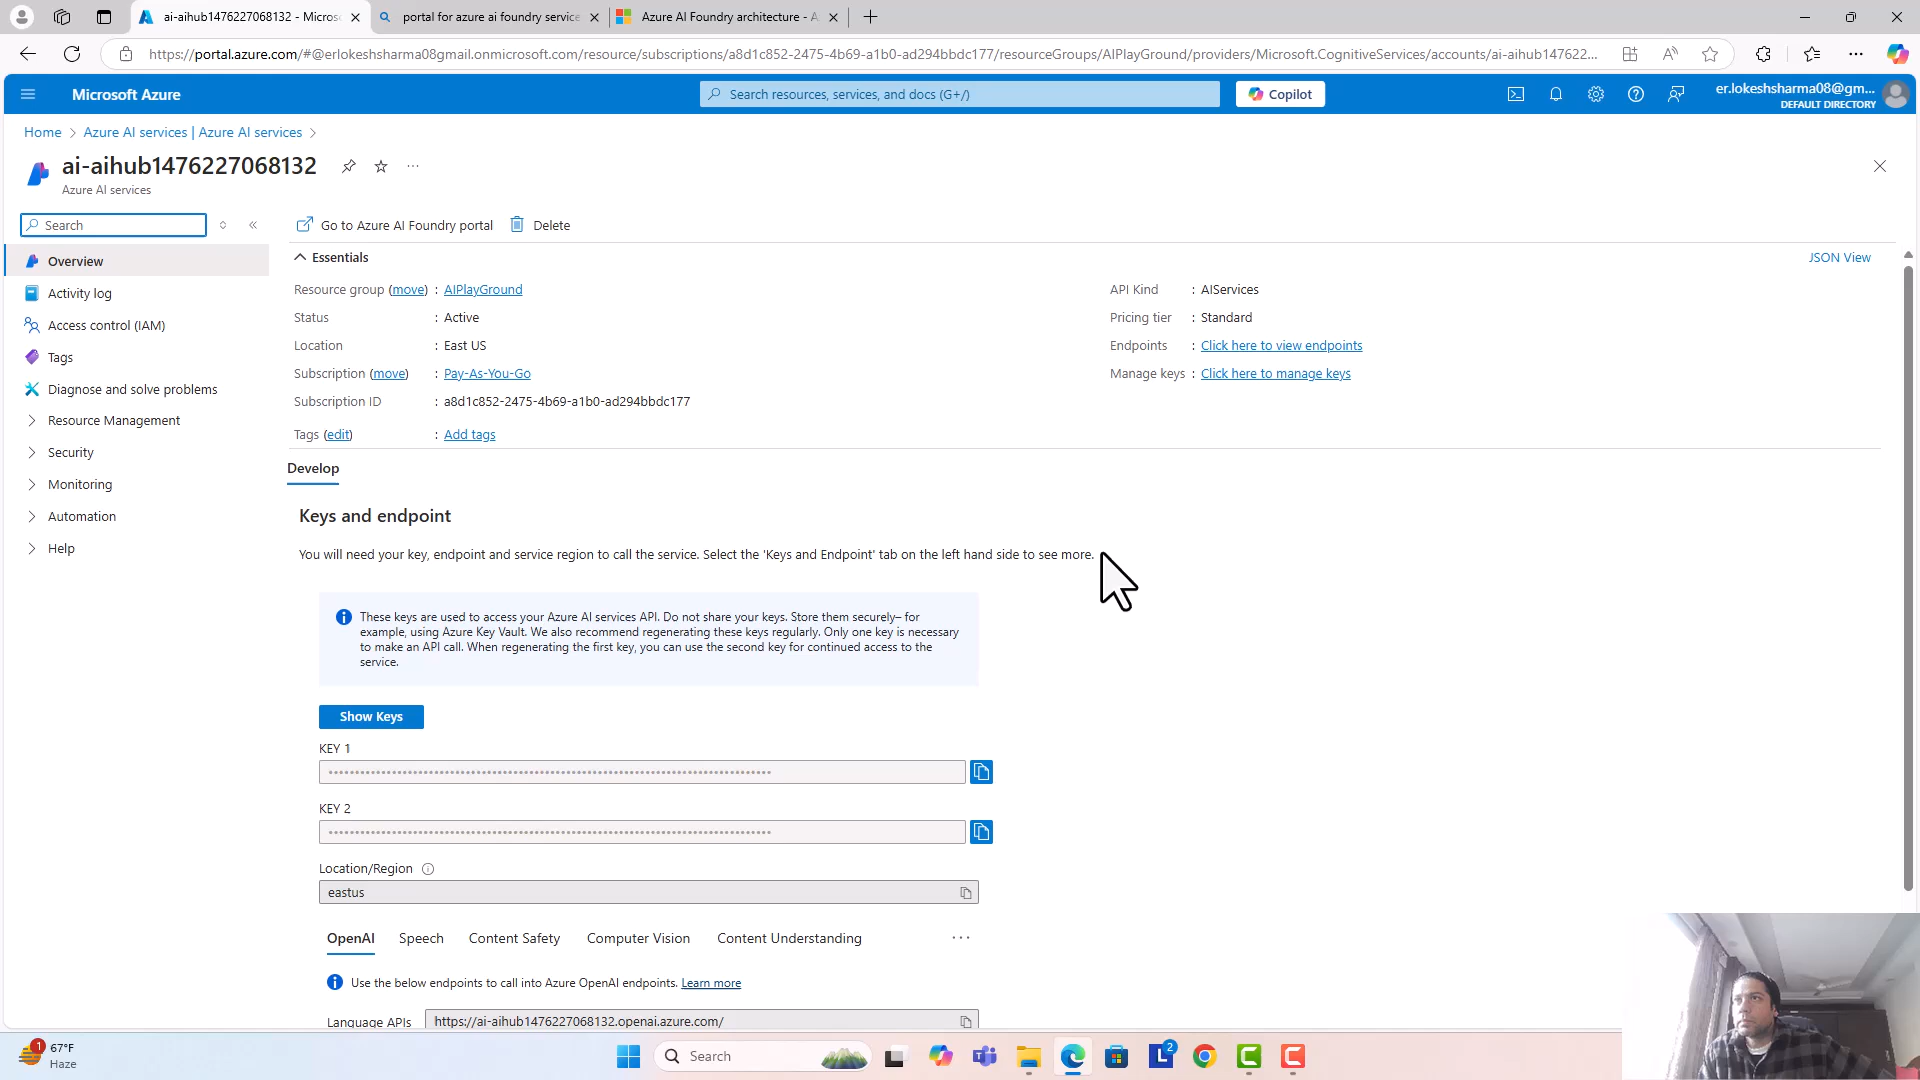 ai-aihub1476227068132 - Micros
portal for azure ai foundry service
Azure AI Foundry architecture - A
https://portal.azure.com/#@erlokeshsharma08gmail.onmicrosoft.com/resource/subscriptions/a8d1c852-2475-4b69-a1b0-ad294bbdc177/resourceGroups/AIPlayGround/providers/Microsoft.CognitiveServices/accounts/ai-aihub147622...
Microsoft Azure
Search resources, services, and docs (G+/)
Copilot
er.lokeshsharma08@gm...
DEFAULT DIRECTORY
Home > Azure AI services | Azure AI services >
ai-aihub1476227068132
Azure AI services
Search
Go to Azure AI Foundry portal
Delete
Overview
Activity log
Access control (IAM)
Tags
Diagnose and solve problems
Resource Management
Security
Monitoring
Automation
Help
Essentials
JSON View
Resource group (move) : AIPlayGround
Status : Active
Location : East US
Subscription (move) : Pay-As-You-Go
Subscription ID : a8d1c852-2475-4b69-a1b0-ad294bbdc177
Tags (edit) : Add tags
API Kind : AIServices
Pricing tier : Standard
Endpoints : Click here to view endpoints
Manage keys : Click here to manage keys
Develop
Keys and endpoint
You will need your key, endpoint and service region to call the service. Select the 'Keys and Endpoint' tab on the left hand side to see more.
These keys are used to access your Azure AI services API. Do not share your keys. Store them securely– for
example, using Azure Key Vault. We also recommend regenerating these keys regularly. Only one key is necessary
to make an API call. When regenerating the first key, you can use the second key for continued access to the
service.
Show Keys
KEY 1
KEY 2
Location/Region
eastus
OpenAI
Speech
Content Safety
Computer Vision
Content Understanding
Use the below endpoints to call into Azure OpenAI endpoints. Learn more
Language APIs
https://ai-aihub1476227068132.openai.azure.com/
1
67°F
Haze
Search
L
2